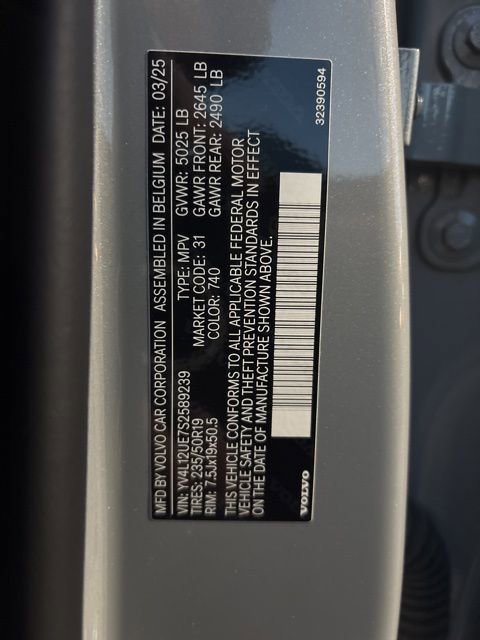 MFD BY VOLVO CAR CORPORATION ASSEMBLED IN BELGIUM DATE: 03/25
VIN: YV4L12UE7S2589239 TYPE: MPV GVWR: 5025 LB
TIRES: 235/50R19 MARKET CODE: 31 GAWR FRONT: 2645 LB
RIM: 7.5Jx19x50.5 COLOR: 740 GAWR REAR: 2490 LB
THIS VEHICLE CONFORMS TO ALL APPLICABLE FEDERAL MOTOR
VEHICLE SAFETY AND THEFT PREVENTION STANDARDS IN EFFECT
ON THE DATE OF MANUFACTURE SHOWN ABOVE.
VOLVO 32390594